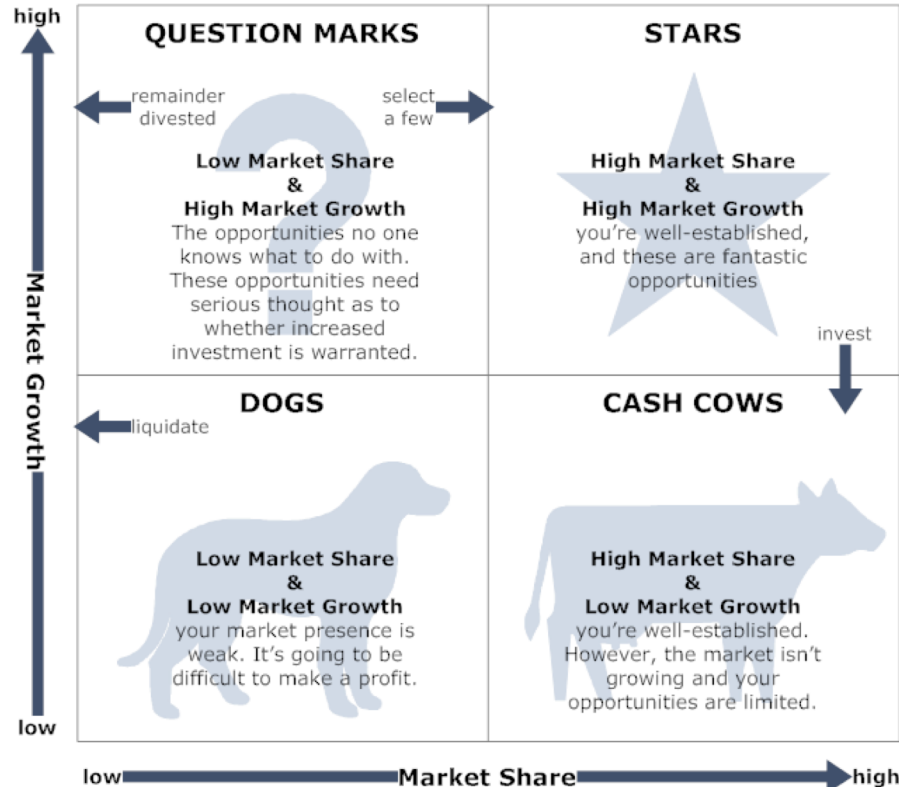 high
QUESTION MARKS
remainder
divested
select
a few
Low Market Share
&
High Market Growth
The opportunities no one
knows what to do with.
These opportunities need
serious thought as to
whether increased
investment is warranted.
STARS
High Market Share
&
High Market Growth
you're well-established,
and these are fantastic
opportunities
invest
Market Growth
DOGS
liquidate
Low Market Share
&
Low Market Growth
your market presence is
weak. It's going to be
difficult to make a profit.
CASH COWS
High Market Share
&
Low Market Growth
you're well-established.
However, the market isn't
growing and your
opportunities are limited.
low
low
Market Share
high